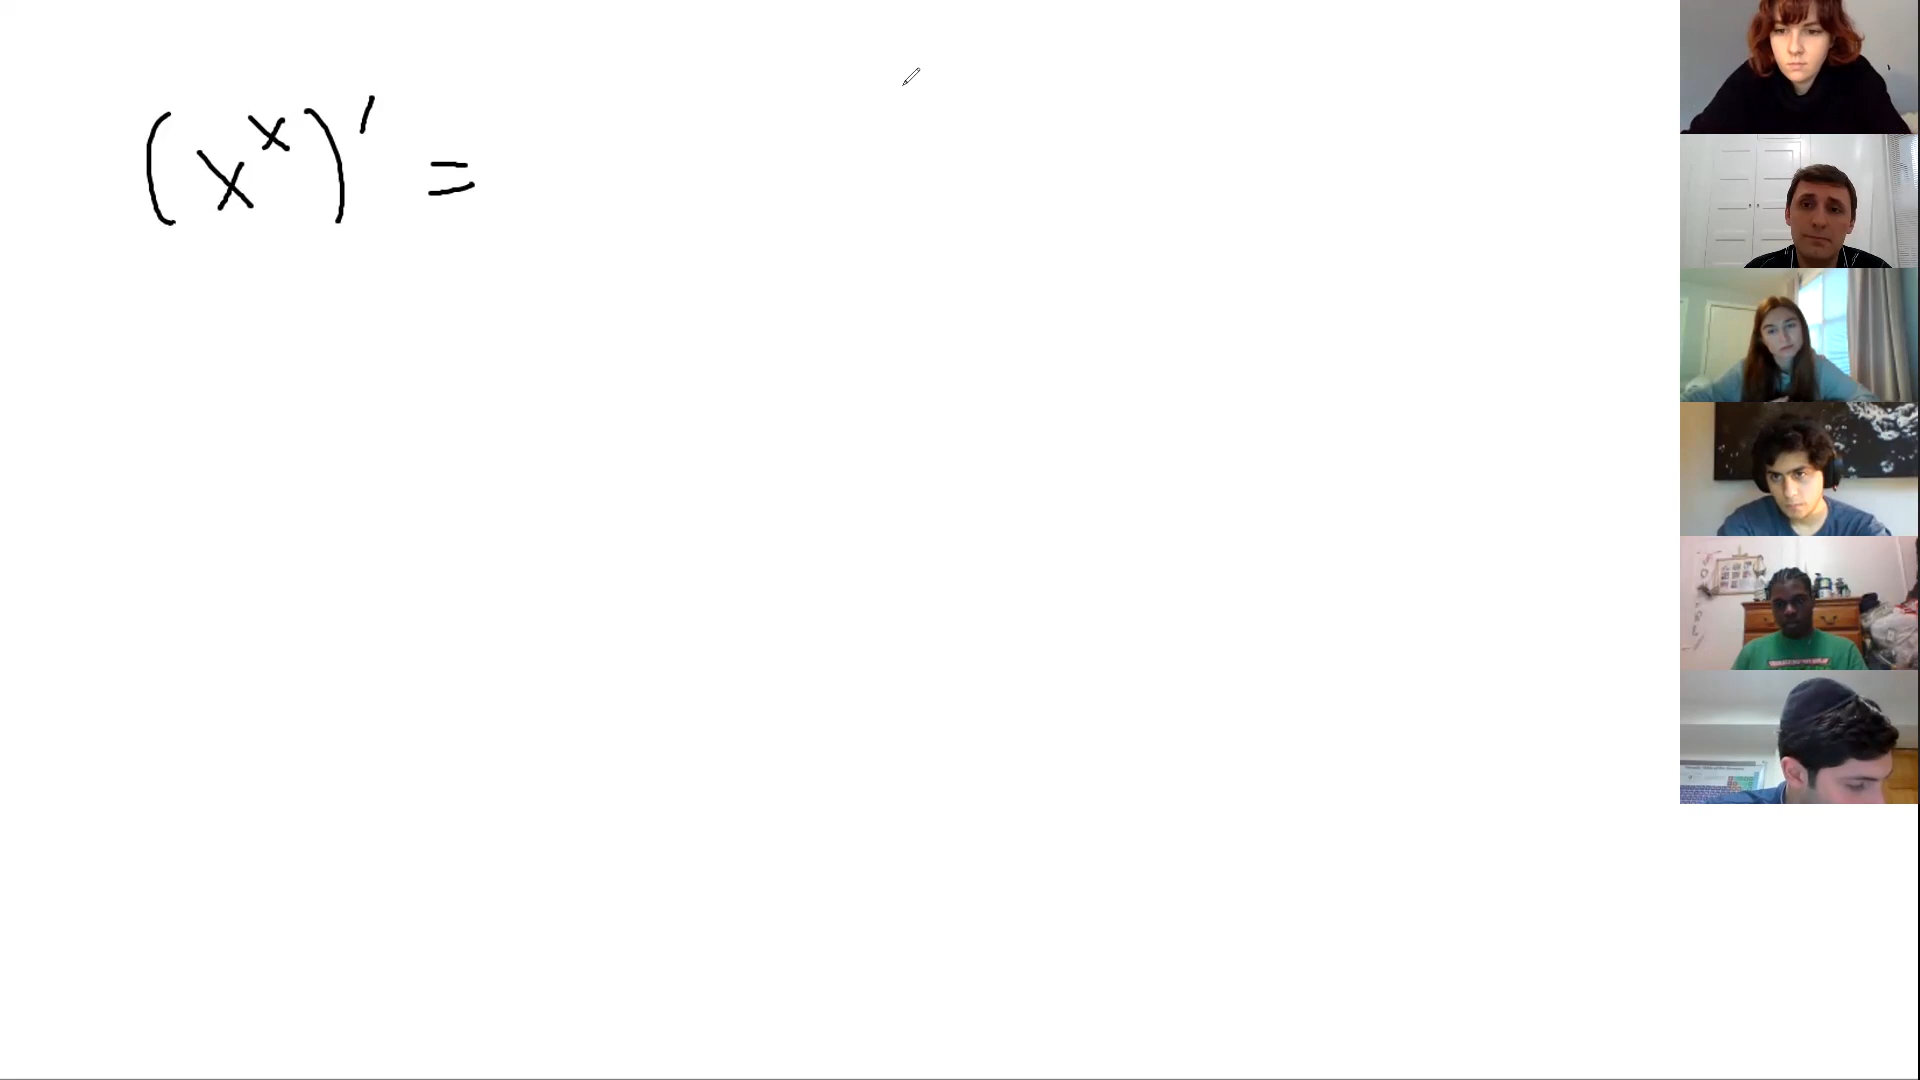 (x^x)' =